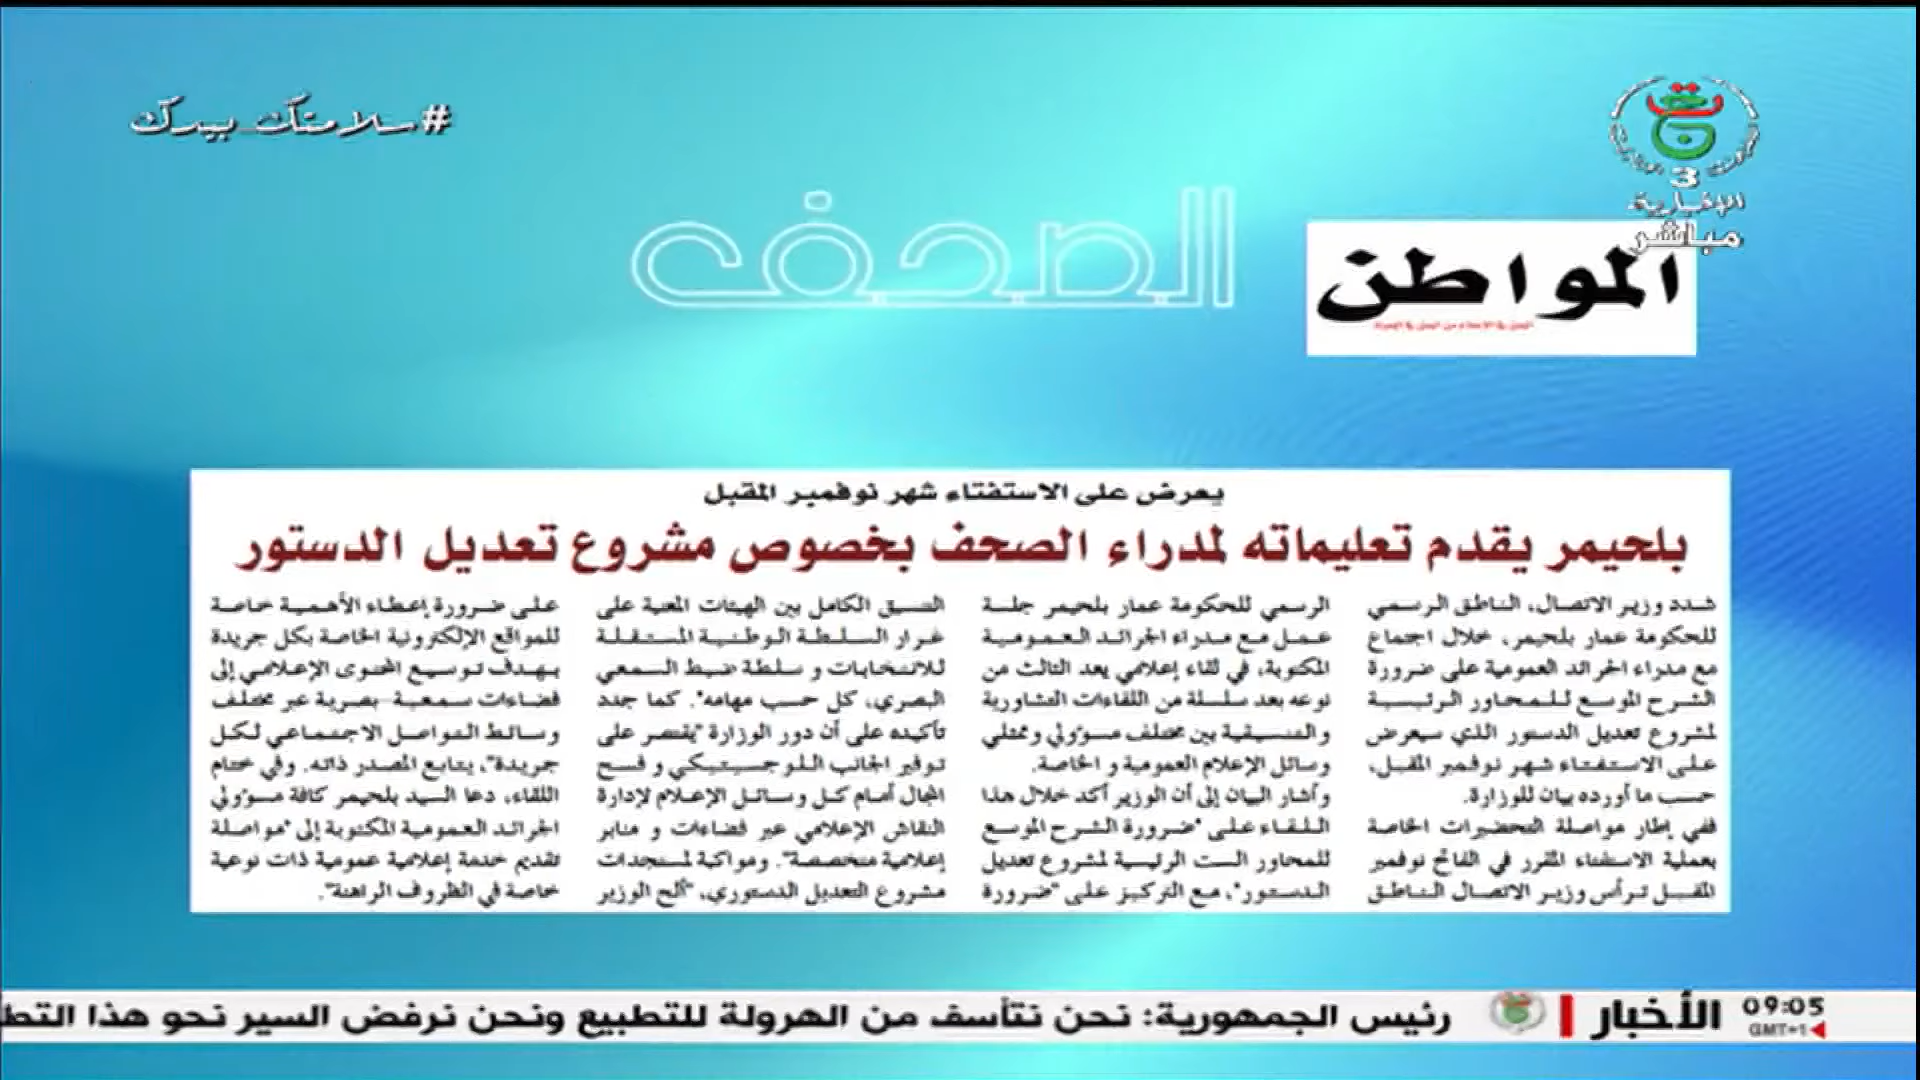 #سلامتك_بيدك
3
الإخبارية
مباشر
الصحف
المواطن
يعرض على الاستفتاء شهر نوفمبر المقبل
بلحيمر يقدم تعليماته لمدراء الصحف بخصوص مشروع تعديل الدستور
شدد وزير الاتصال، الناطق الرسمي
للحكومة عمار بلحيمر، خلال اجتماع
مع مدراء الجرائد العمومية على ضرورة
الشرح الموسع للمحاور الرئيسية
لمشروع تعديل الدستور الذي سيعرض
على الاستفتاء شهر نوفمبر المقبل،
حسب ما أورده بيان للوزارة.
ففي إطار مواصلة التحضيرات الخاصة
بعملية الاستفتاء المقرر في الفاتح نوفمبر
المقبل ترأس وزير الاتصال الناطق
الرسمي للحكومة عمار بلحيمر جلسة
عمل مع مدراء الجرائد العمومية
المكتوبة، في لقاء إعلامي يعد الثالث من
نوعه بعد سلسلة من اللقاءات التشاورية
والتنسيقية بين مختلف مسؤولي وممثلي
وسائل الإعلام العمومية و الخاصة.
وأشار البيان إلى أن الوزير أكد خلال هذا
اللقاء على "ضرورة الشرح الموسع
للمحاور الست الرئيسية لمشروع تعديل
الدستور"، مع التركيز على "ضرورة
التنسيق الكامل بين الهيئات المعنية على
غرار السلطة الوطنية المستقلة
للانتخابات و سلطة ضبط السمعي
البصري، كل حسب مهامه". كما جدد
تأكيده على أن دور الوزارة "يقتصر على
توفير الجانب اللوجسيتيكي و فسح
المجال أمام كل وسائل الإعلام لإدارة
النقاش الإعلامي عبر فضاءات و منابر
إعلامية متخصصة". ومواكبة لمستجدات
مشروع التعديل الدستوري، "ألح الوزير
على ضرورة إعطاء الأهمية خاصة
للمواقع الإلكترونية الخاصة بكل جريدة
بهدف توسيع المحتوى الإعلامي إلى
فضاءات سمعية-بصرية عبر مختلف
وسائط التواصل الاجتماعي لكل
جريدة"، يتابع المصدر ذاته. وفي ختام
اللقاء، دعا السيد بلحيمر كافة مسؤولي
الجرائد العمومية المكتوبة إلى "مواصلة
تقديم خدمة إعلامية عمومية ذات نوعية
خاصة في الظروف الراهنة".
09:05
GMT+1
الأخبار
رئيس الجمهورية: نحن نتأسف من الهرولة للتطبيع ونحن نرفض السير نحو هذا